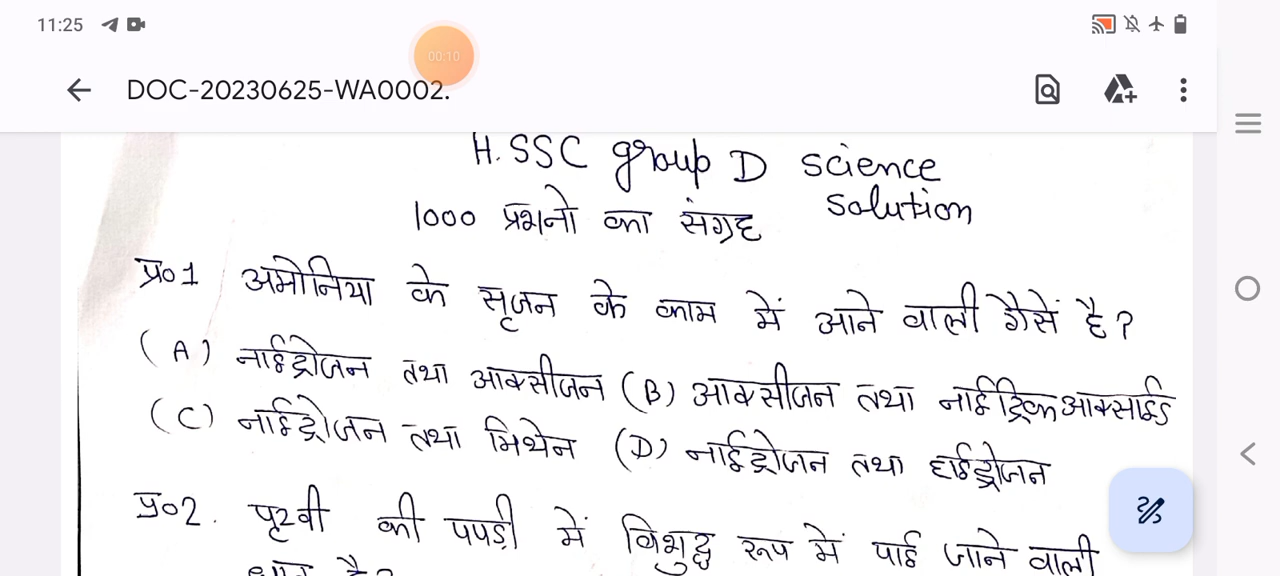 11:25
00:10
DOC-20230625-WA0002.
H.SSC group D science
solution
1000 प्रश्नो का संग्रह
प्र०1 अमोनिया के सृजन के काम में आने वाली गैसें है?
(A) नाईट्रोजन तथा आक्सीजन (B) आक्सीजन तथा नाईट्रिक आक्साईड
(C) नाईट्रोजन तथा मिथेन (D) नाईट्रोजन तथा हाईड्रोजन
प्र०2. पृथ्वी की पपड़ी में विशुद्ध रूप में पाई जाने वाली